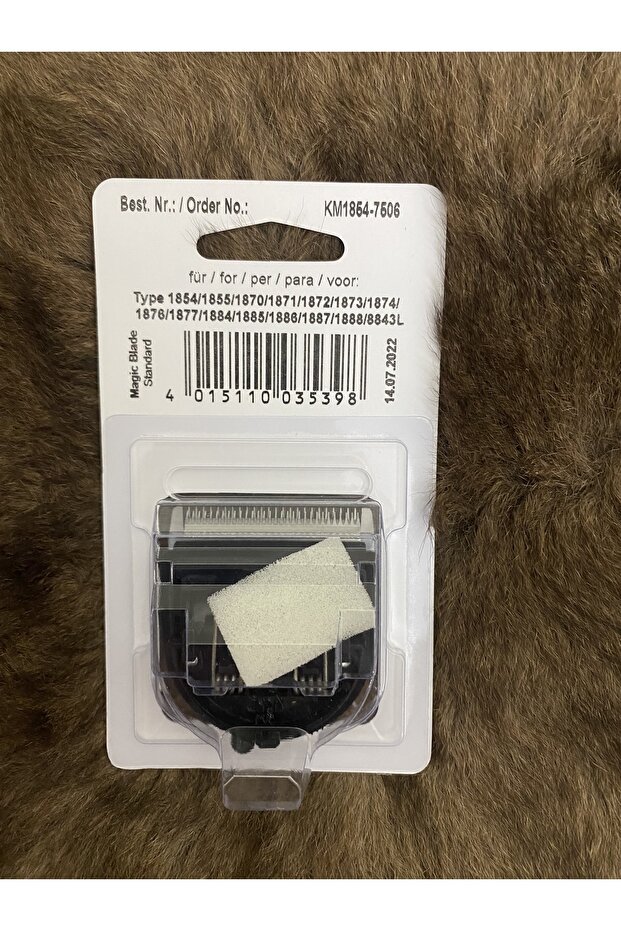 Best. Nr.: / Order No.: KM1854-7506
für / for / per / para / voor:
Type 1854/1855/1870/1871/1872/1873/1874/
1876/1877/1884/1885/1886/1887/1888/8843L
Magic Blade
Standard
4 015110 035398
14.07.2022